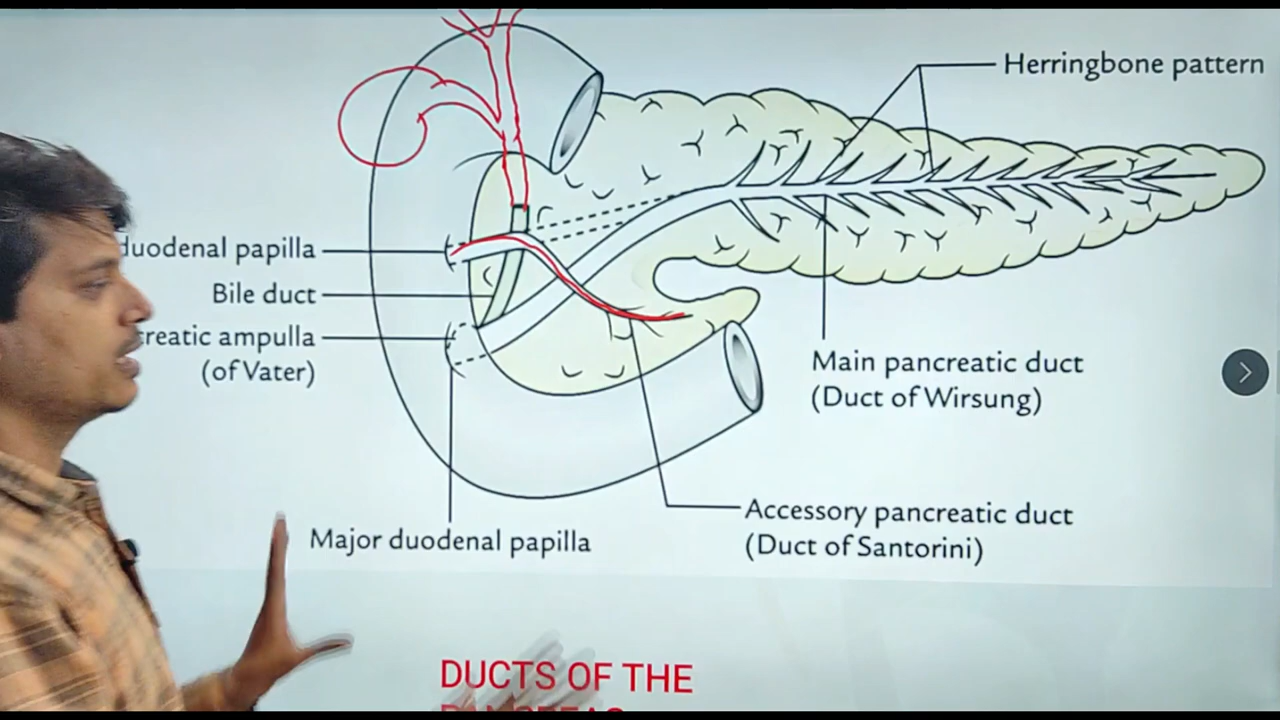 Herringbone pattern
duodenal papilla
Bile duct
creatic ampulla
(of Vater)
Main pancreatic duct
(Duct of Wirsung)
Accessory pancreatic duct
(Duct of Santorini)
Major duodenal papilla
DUCTS OF THE
PANCREAS